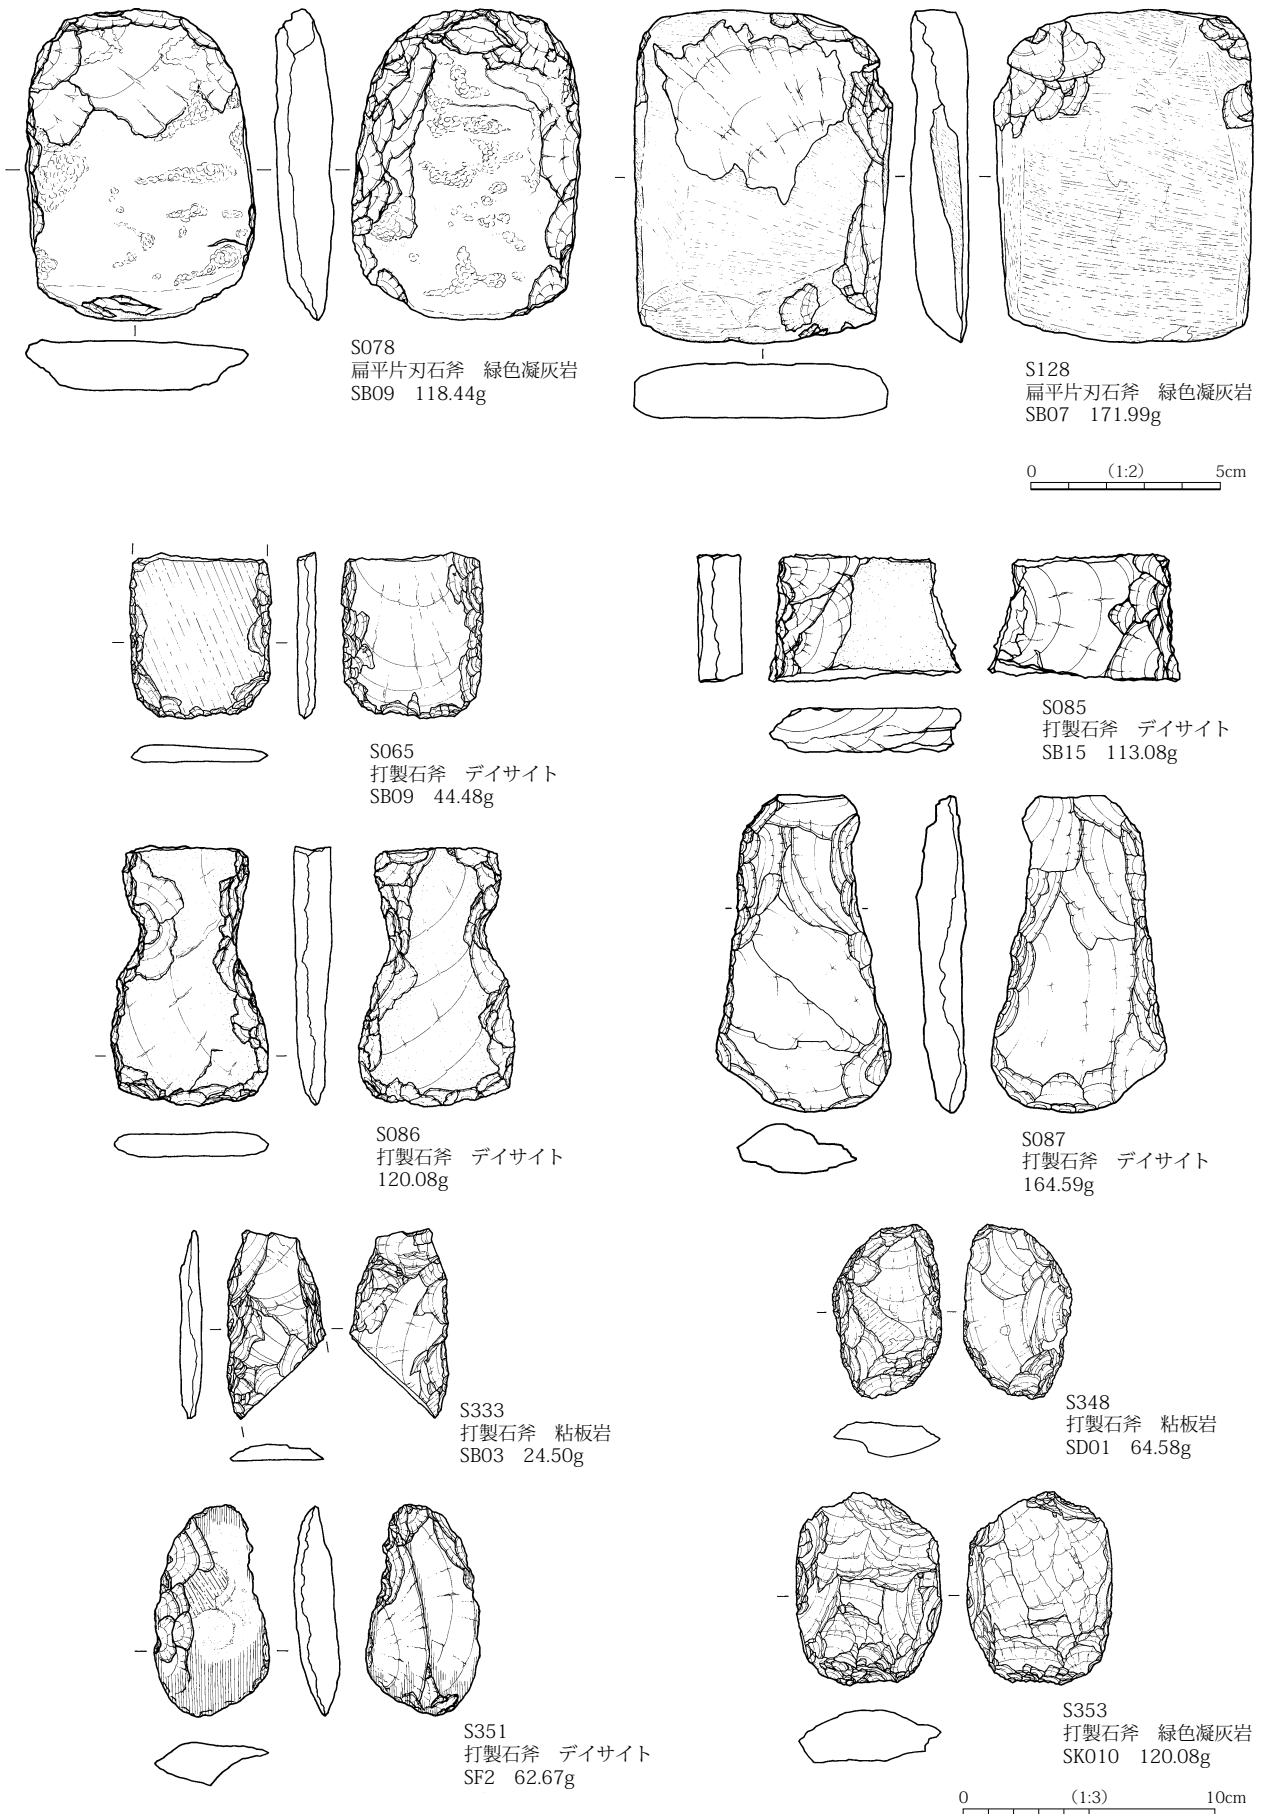 S078
扁平片刃石斧　緑色凝灰岩
SB09　118.44g
S128
扁平片刃石斧　緑色凝灰岩
SB07　171.99g
0　(1:2)　5cm
S065
打製石斧　デイサイト
SB09　44.48g
S085
打製石斧　デイサイト
SB15　113.08g
S086
打製石斧　デイサイト
120.08g
S087
打製石斧　デイサイト
164.59g
S333
打製石斧　粘板岩
SB03　24.50g
S348
打製石斧　粘板岩
SD01　64.58g
S351
打製石斧　デイサイト
SF2　62.67g
S353
打製石斧　緑色凝灰岩
SK010　120.08g
0　(1:3)　10cm